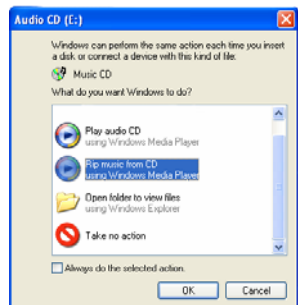 Audio CD (E:)
Windows can perform the same action each time you insert
a disk or connect a device with this kind of file:
Music CD
What do you want Windows to do?
Play audio CD
using Windows Media Player
Rip music from CD
using Windows Media Player
Open folder to view files
using Windows Explorer
Take no action
Always do the selected action.
OK
Cancel